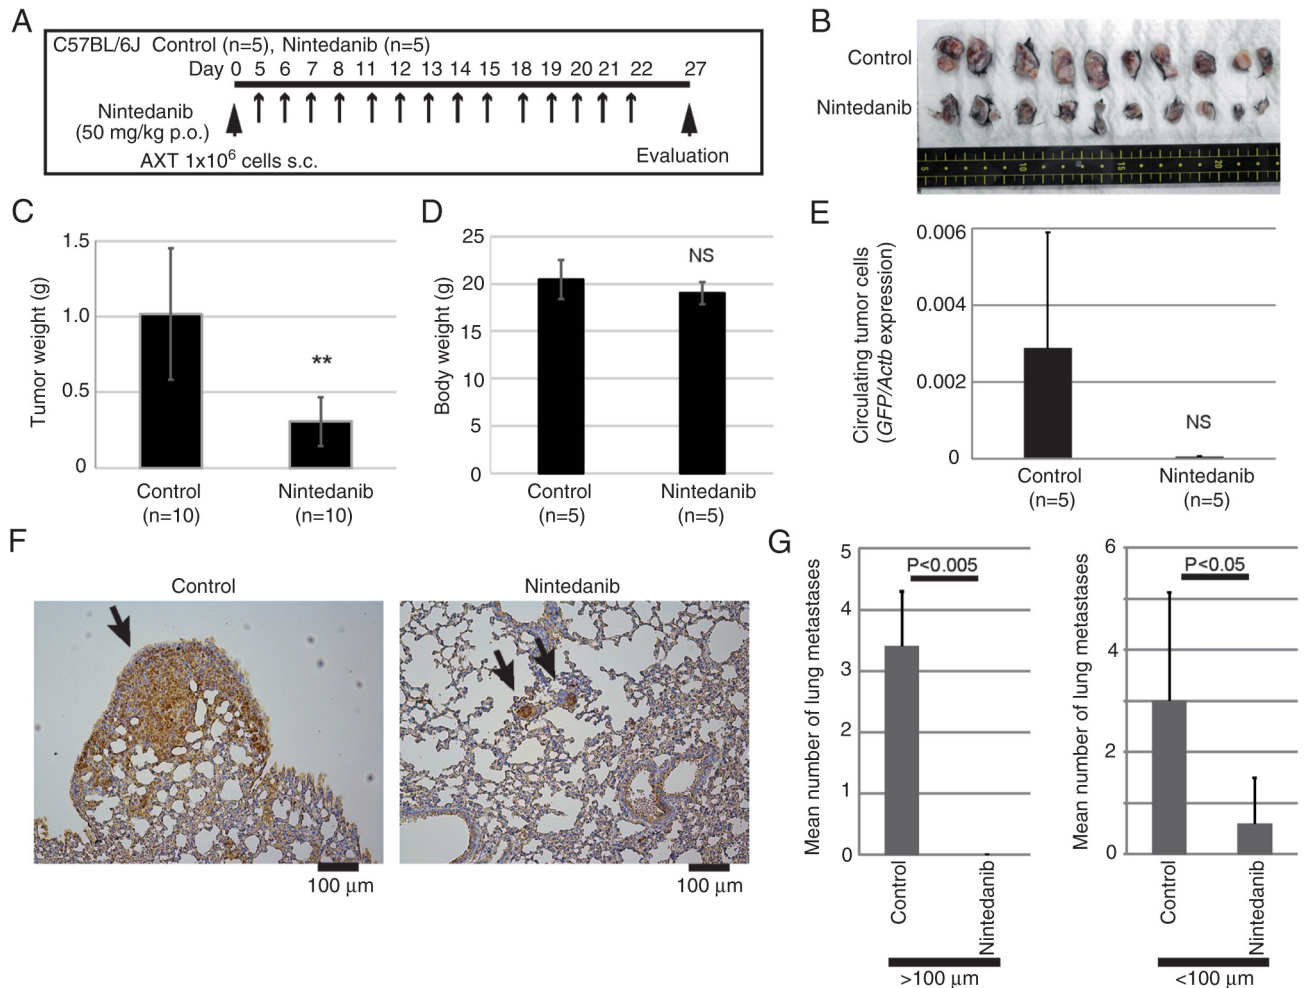 A
C57BL/6J Control (n=5), Nintedanib (n=5)
Day 0 5 6 7 8 11 12 13 14 15 18 19 20 21 22 27
Nintedanib
(50 mg/kg p.o.)
AXT 1x10⁶ cells s.c.
Evaluation
B
Control
Nintedanib
5 10 15 20
C
Tumor weight (g)
1.5
1.0
0.5
0
**
Control
(n=10)
Nintedanib
(n=10)
D
Body weight (g)
25
20
15
10
5
0
NS
Control
(n=5)
Nintedanib
(n=5)
E
Circulating tumor cells
(GFP/Actb expression)
0.006
0.004
0.002
0
NS
Control
(n=5)
Nintedanib
(n=5)
F
Control
100 µm
Nintedanib
100 µm
G
Mean number of lung metastases
5
4
3
2
1
0
P<0.005
Control
Nintedanib
>100 µm
Mean number of lung metastases
6
4
2
0
P<0.05
Control
Nintedanib
<100 µm